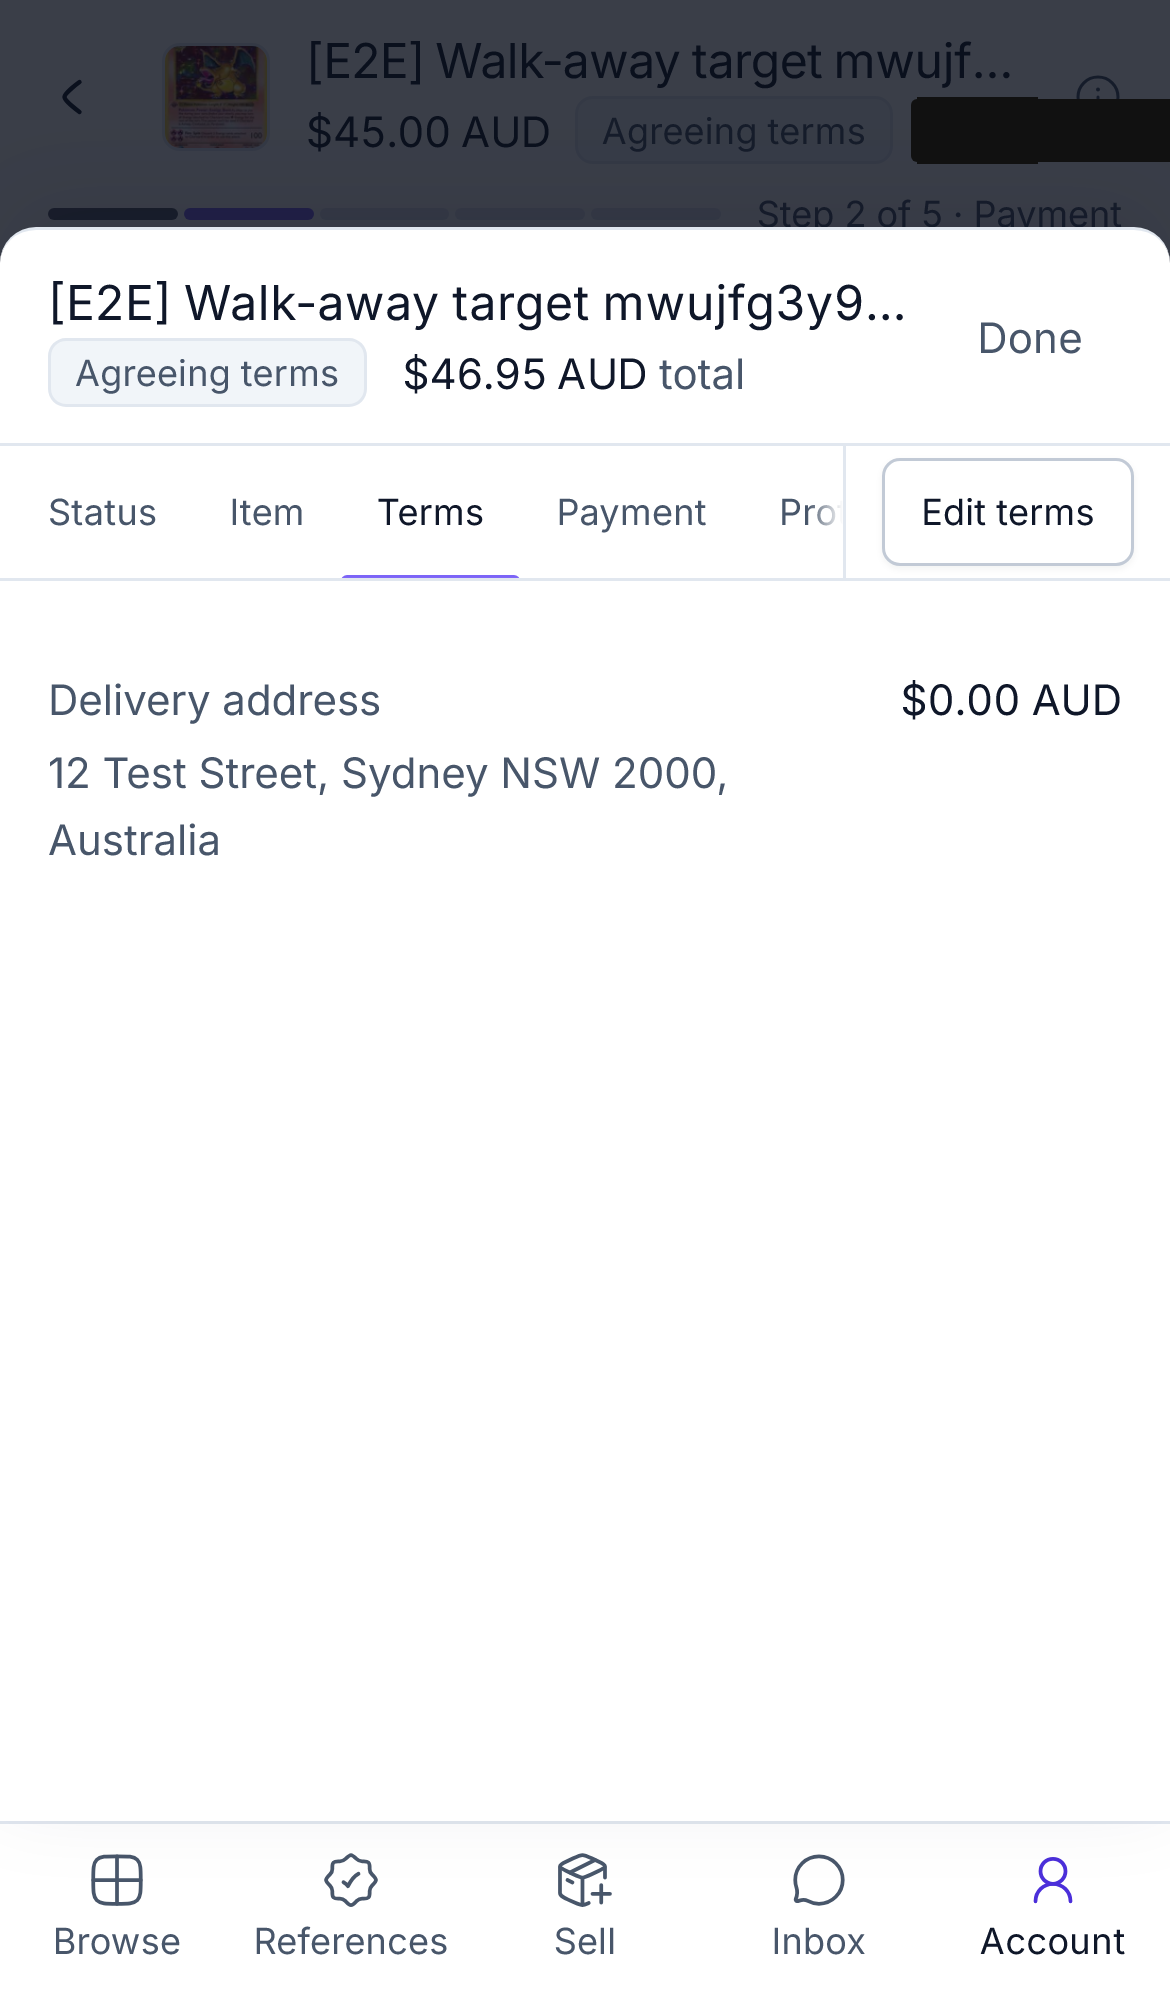 [E2E] Walk-away target mwujf...
$45.00 AUD Agreeing terms
Step 2 of 5 · Payment
[E2E] Walk-away target mwujfg3y9...
Done
Agreeing terms $46.95 AUD total
Status Item Terms Payment Pro
Edit terms
Delivery address $0.00 AUD
12 Test Street, Sydney NSW 2000,
Australia
Browse References Sell Inbox Account